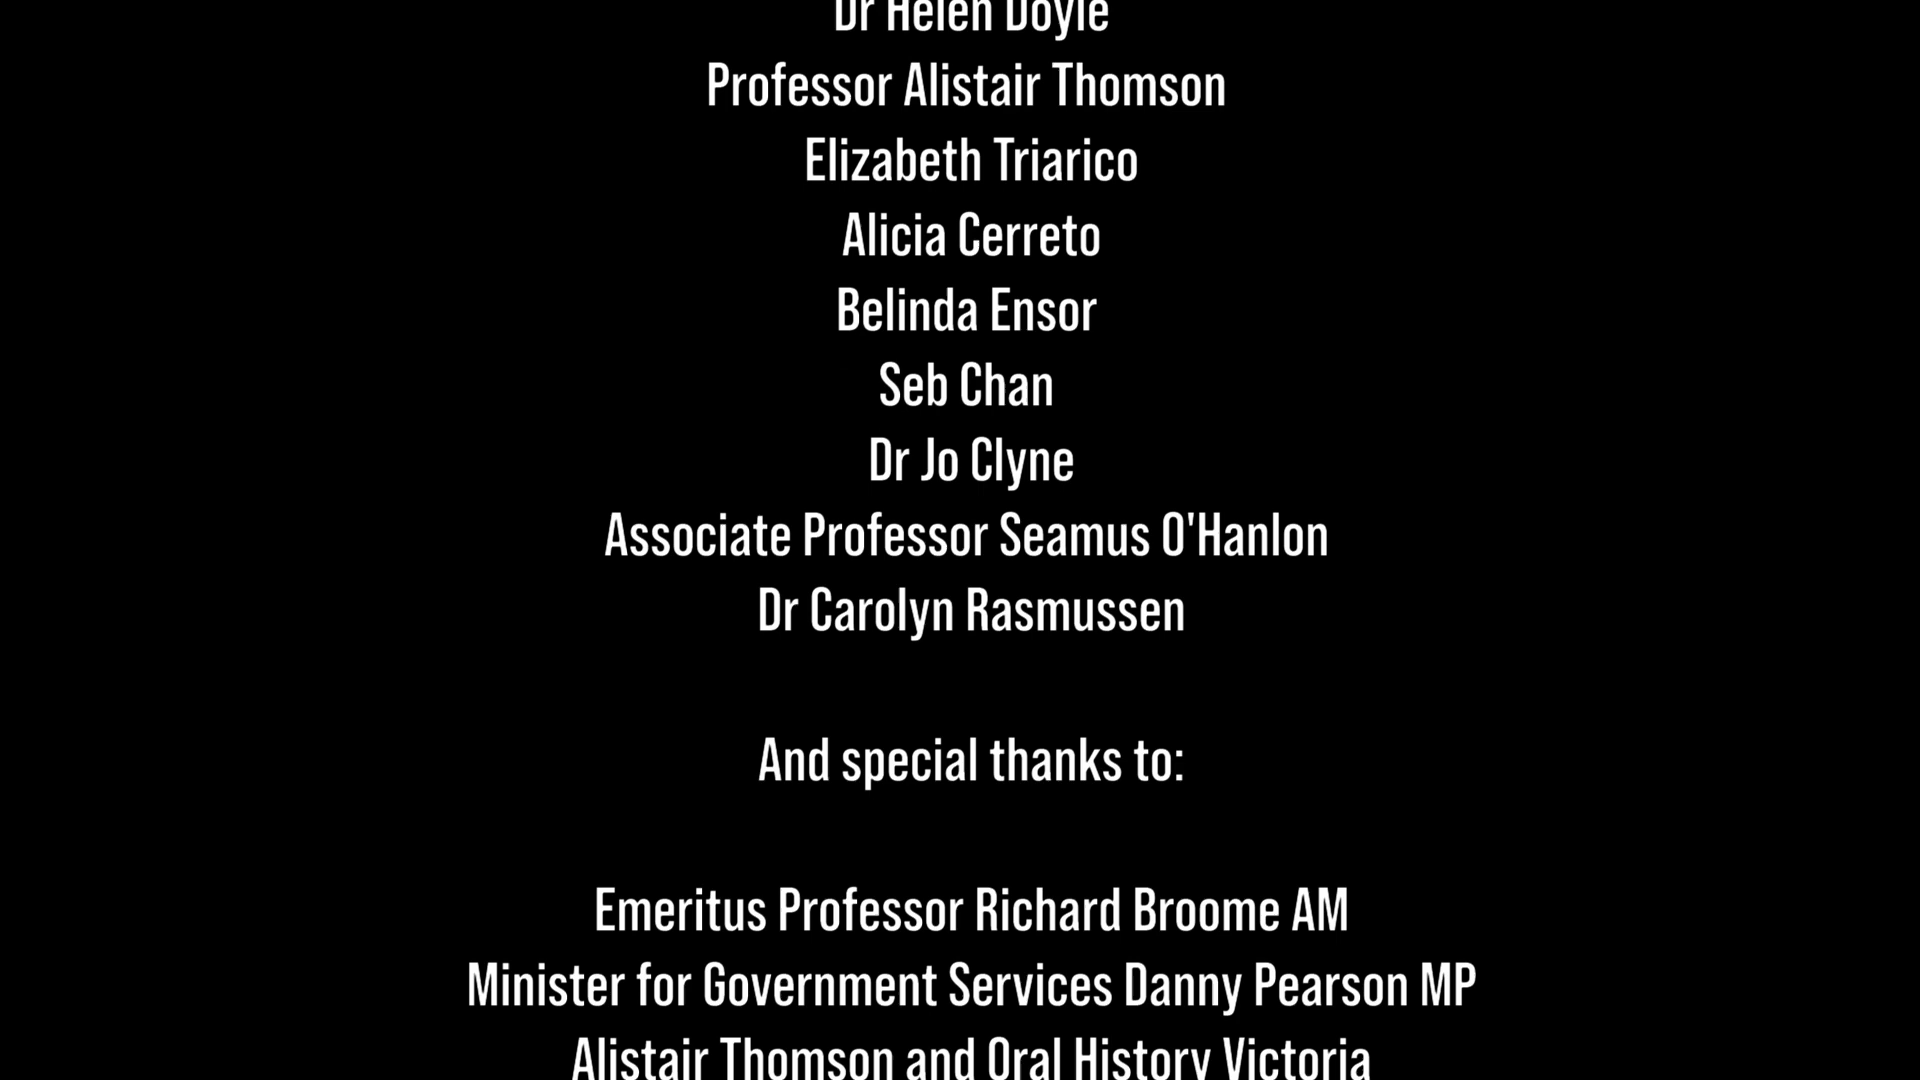 Dr Helen Doyle
Professor Alistair Thomson
Elizabeth Triarico
Alicia Cerreto
Belinda Ensor
Seb Chan
Dr Jo Clyne
Associate Professor Seamus O'Hanlon
Dr Carolyn Rasmussen
And special thanks to:
Emeritus Professor Richard Broome AM
Minister for Government Services Danny Pearson MP
Alistair Thomson and Oral History Victoria